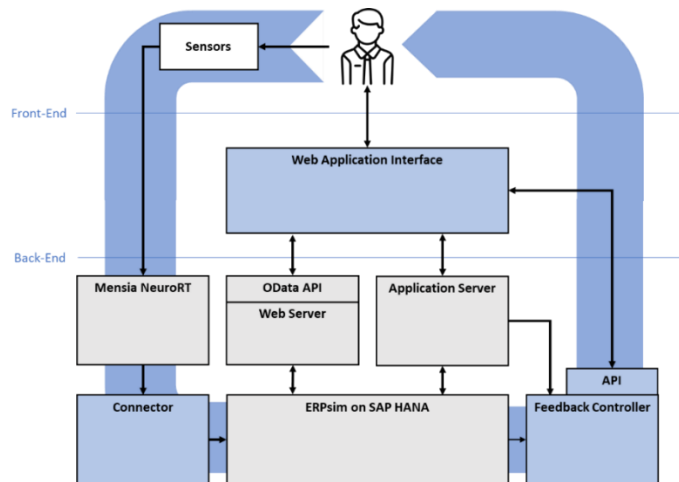 Sensors
Front-End
Web Application Interface
Back-End
Mensia NeuroRT
OData API
Web Server
Application Server
API
Connector
ERPsim on SAP HANA
Feedback Controller